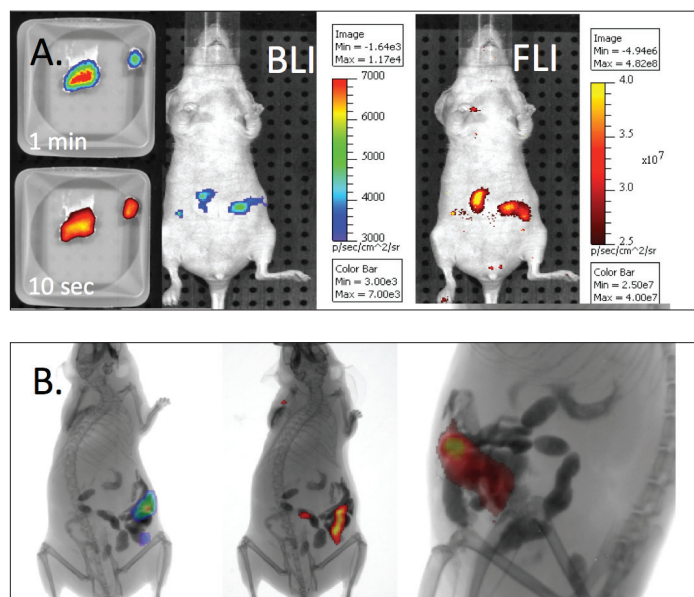 A.
1 min
10 sec
BLI
Image
Min = -1.64e3
Max = 1.17e4
7000
6000
5000
4000
3000
p/sec/cm^2/sr
Color Bar
Min = 3.00e3
Max = 7.00e3
FLI
Image
Min = -4.94e6
Max = 4.82e8
4.0
3.5
x10⁷
3.0
2.5
p/sec/cm^2/sr
Color Bar
Min = 2.50e7
Max = 4.00e7
B.